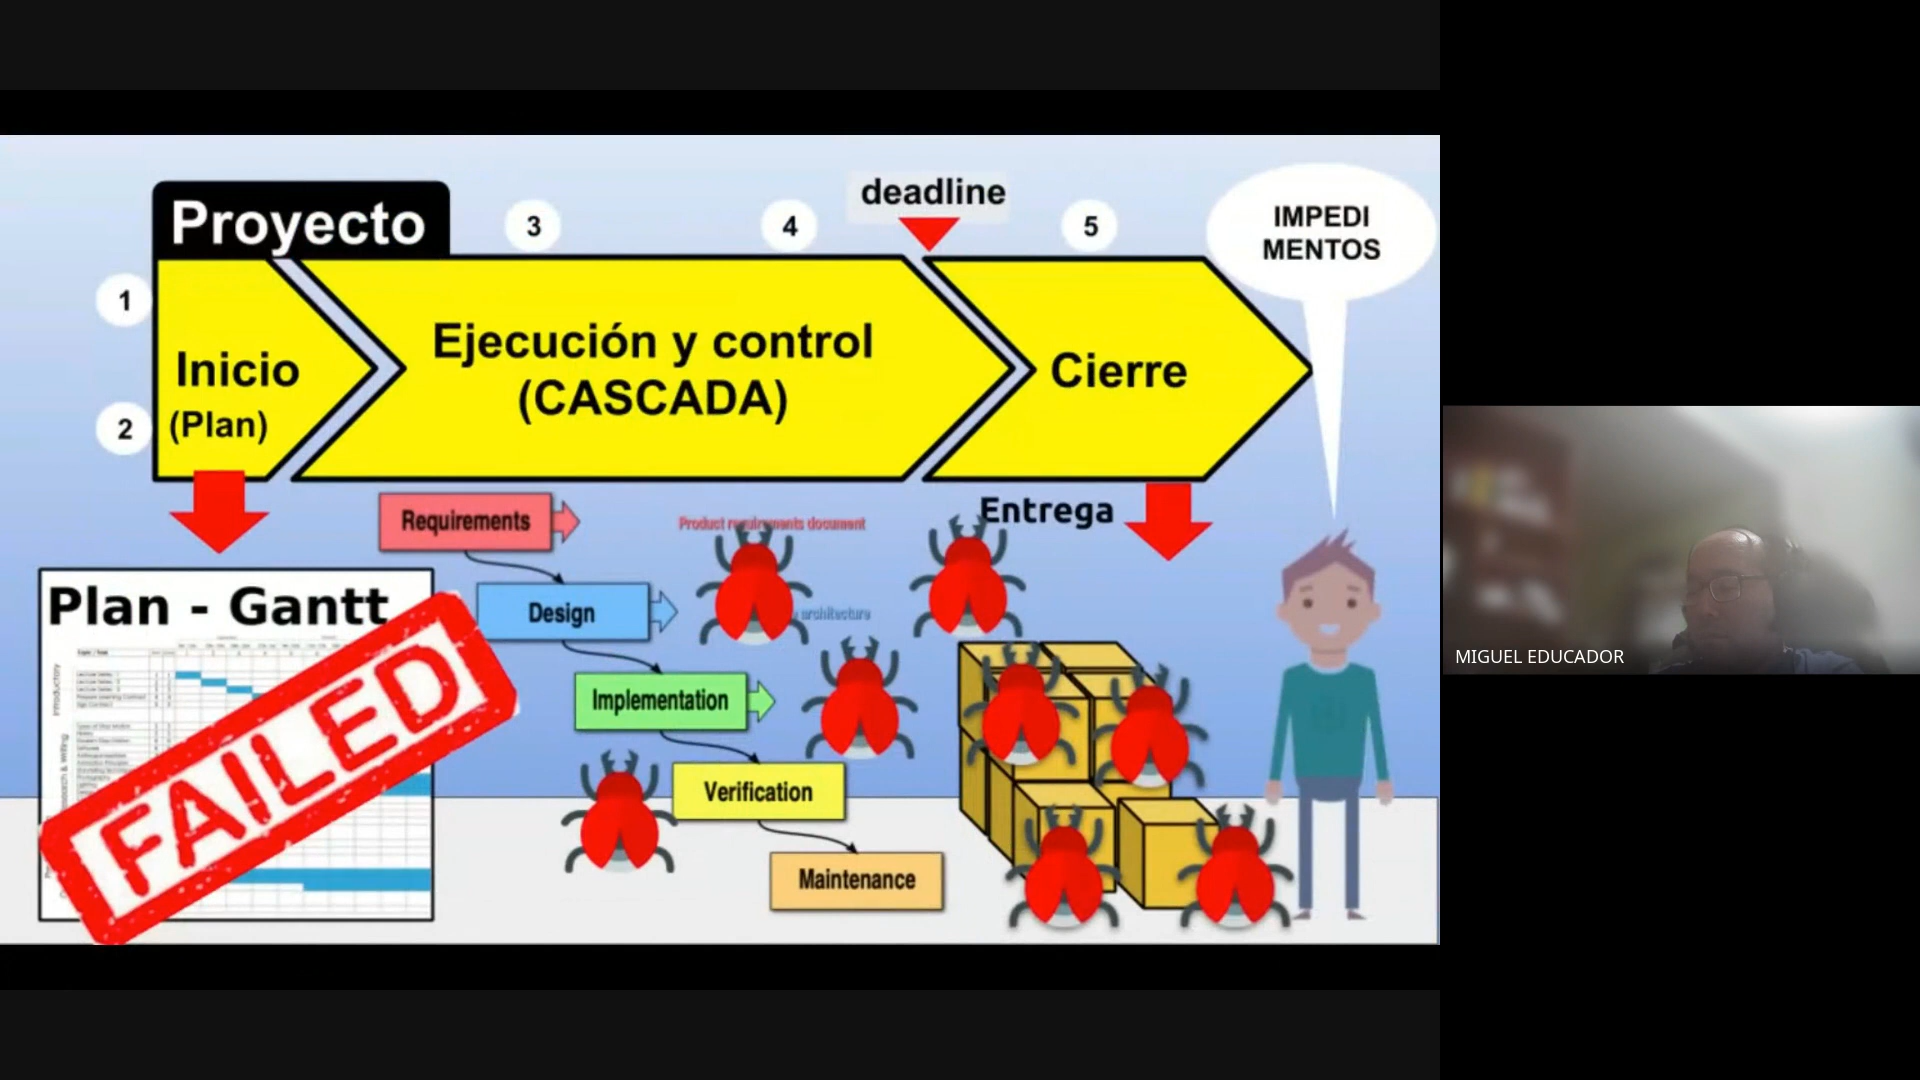 Proyecto
3
4
deadline
5
IMPEDI
MENTOS
1
Inicio
(Plan)
2
Ejecución y control
(CASCADA)
Cierre
Requirements
Product requirements document
Entrega
Plan - Gantt
Design
architecture
FAILED
Implementation
Verification
Maintenance
MIGUEL EDUCADOR